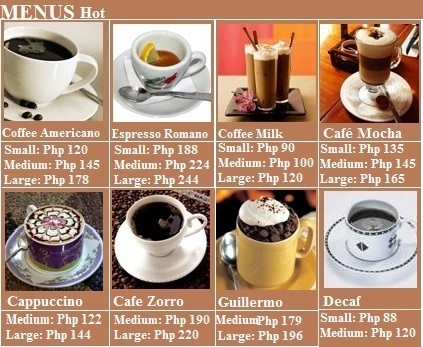 MENUS Hot
Coffee Americano
Small: Php 120
Medium: Php 145
Large: Php 178
Espresso Romano
Small: Php 188
Medium: Php 224
Large: Php 244
Coffee Milk
Small: Php 90
Medium: Php 100
Large: Php 120
Café Mocha
Small: Php 135
Medium: Php 145
Large: Php 165
Cappuccino
Medium: Php 122
Large: Php 144
Cafe Zorro
Medium: Php 190
Large: Php 220
Guillermo
MediumPhp 179
Large: Php 196
Decaf
Small: Php 88
Medium: Php 120